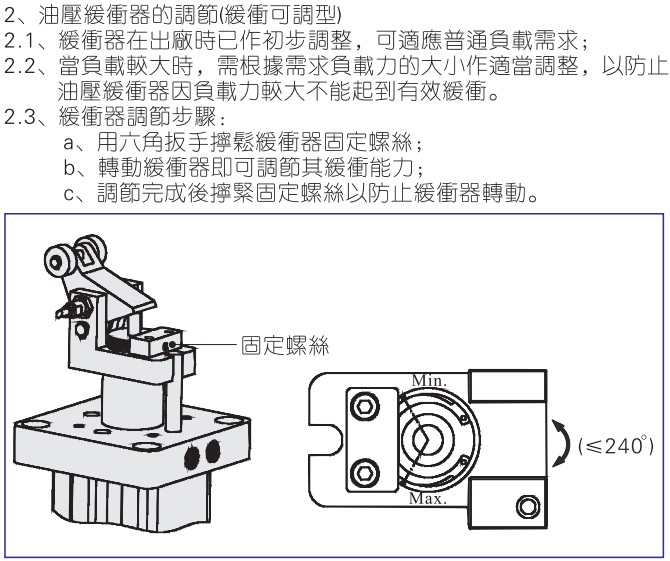 2、油壓緩衝器的調節(緩衝可調型)
2.1、緩衝器在出廠時已作初步調整，可適應普通負載需求；
2.2、當負載較大時，需根據需求負載力的大小作適當調整，以防止
油壓緩衝器因負載力較大不能起到有效緩衝。
2.3、緩衝器調節步驟：
a、用六角扳手擰鬆緩衝器固定螺絲；
b、轉動緩衝器即可調節其緩衝能力；
c、調節完成後擰緊固定螺絲以防止緩衝器轉動。
固定螺絲
Min.
(≤240°)
Max.